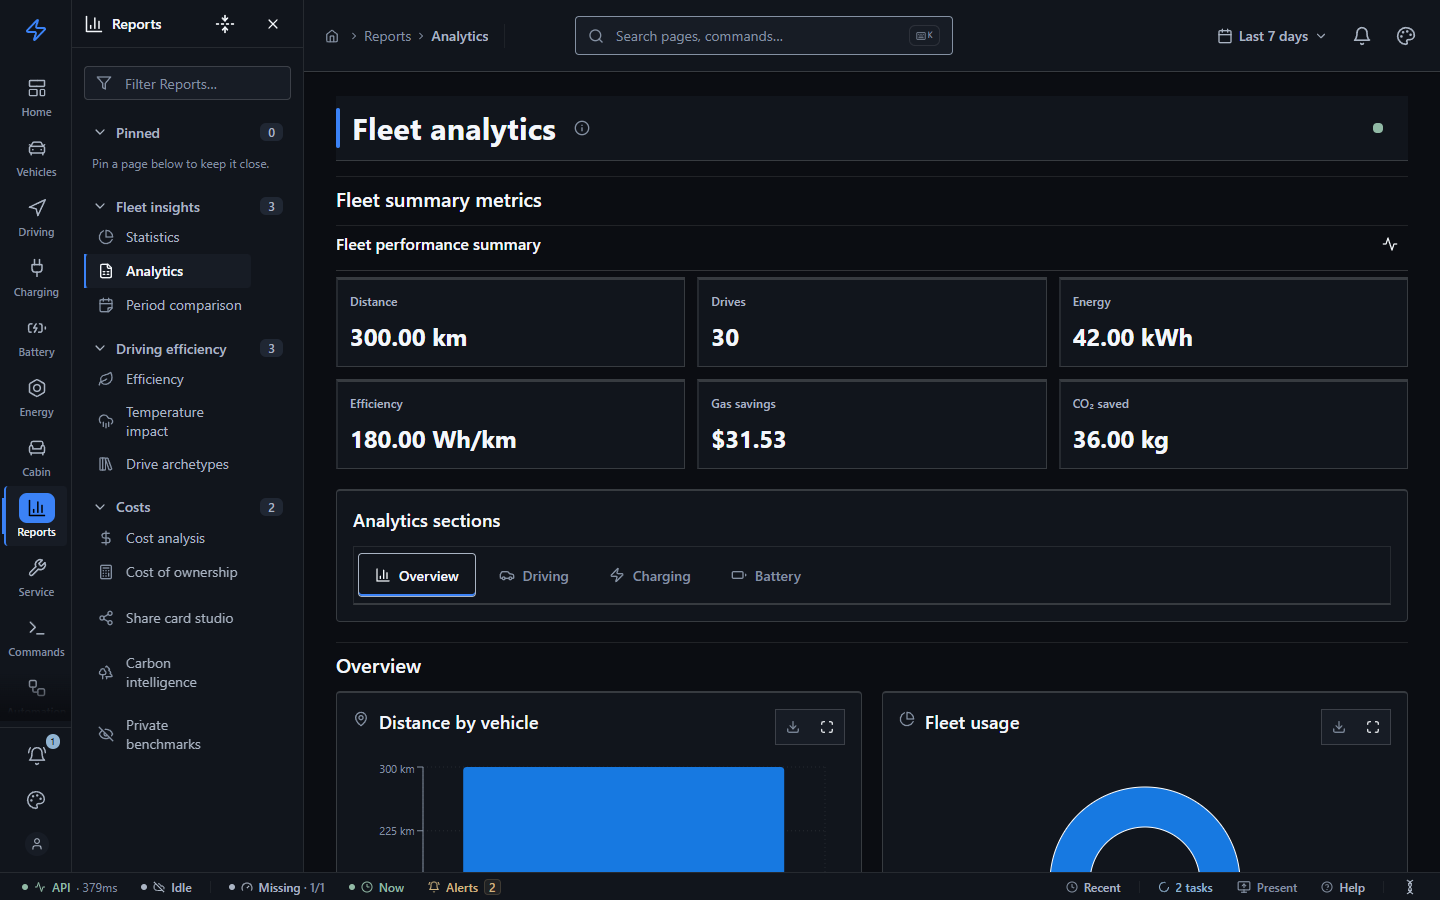 Reports
Reports
Analytics
Search pages, commands...
K
Last 7 days
Home
Vehicles
Driving
Charging
Battery
Energy
Cabin
Reports
Service
Commands
1
Filter Reports...
Pinned
0
Pin a page below to keep it close.
Fleet insights
3
Statistics
Analytics
Period comparison
Driving efficiency
3
Efficiency
Temperature
impact
Drive archetypes
Costs
2
Cost analysis
Cost of ownership
Share card studio
Carbon
intelligence
Private
benchmarks
Fleet analytics
Fleet summary metrics
Fleet performance summary
Distance
300.00 km
Drives
30
Energy
42.00 kWh
Efficiency
180.00 Wh/km
Gas savings
$31.53
CO₂ saved
36.00 kg
Analytics sections
Overview
Driving
Charging
Battery
Overview
Distance by vehicle
300 km
225 km
Fleet usage
API · 379ms
Idle
Missing · 1/1
Now
Alerts 2
Recent
2 tasks
Present
Help